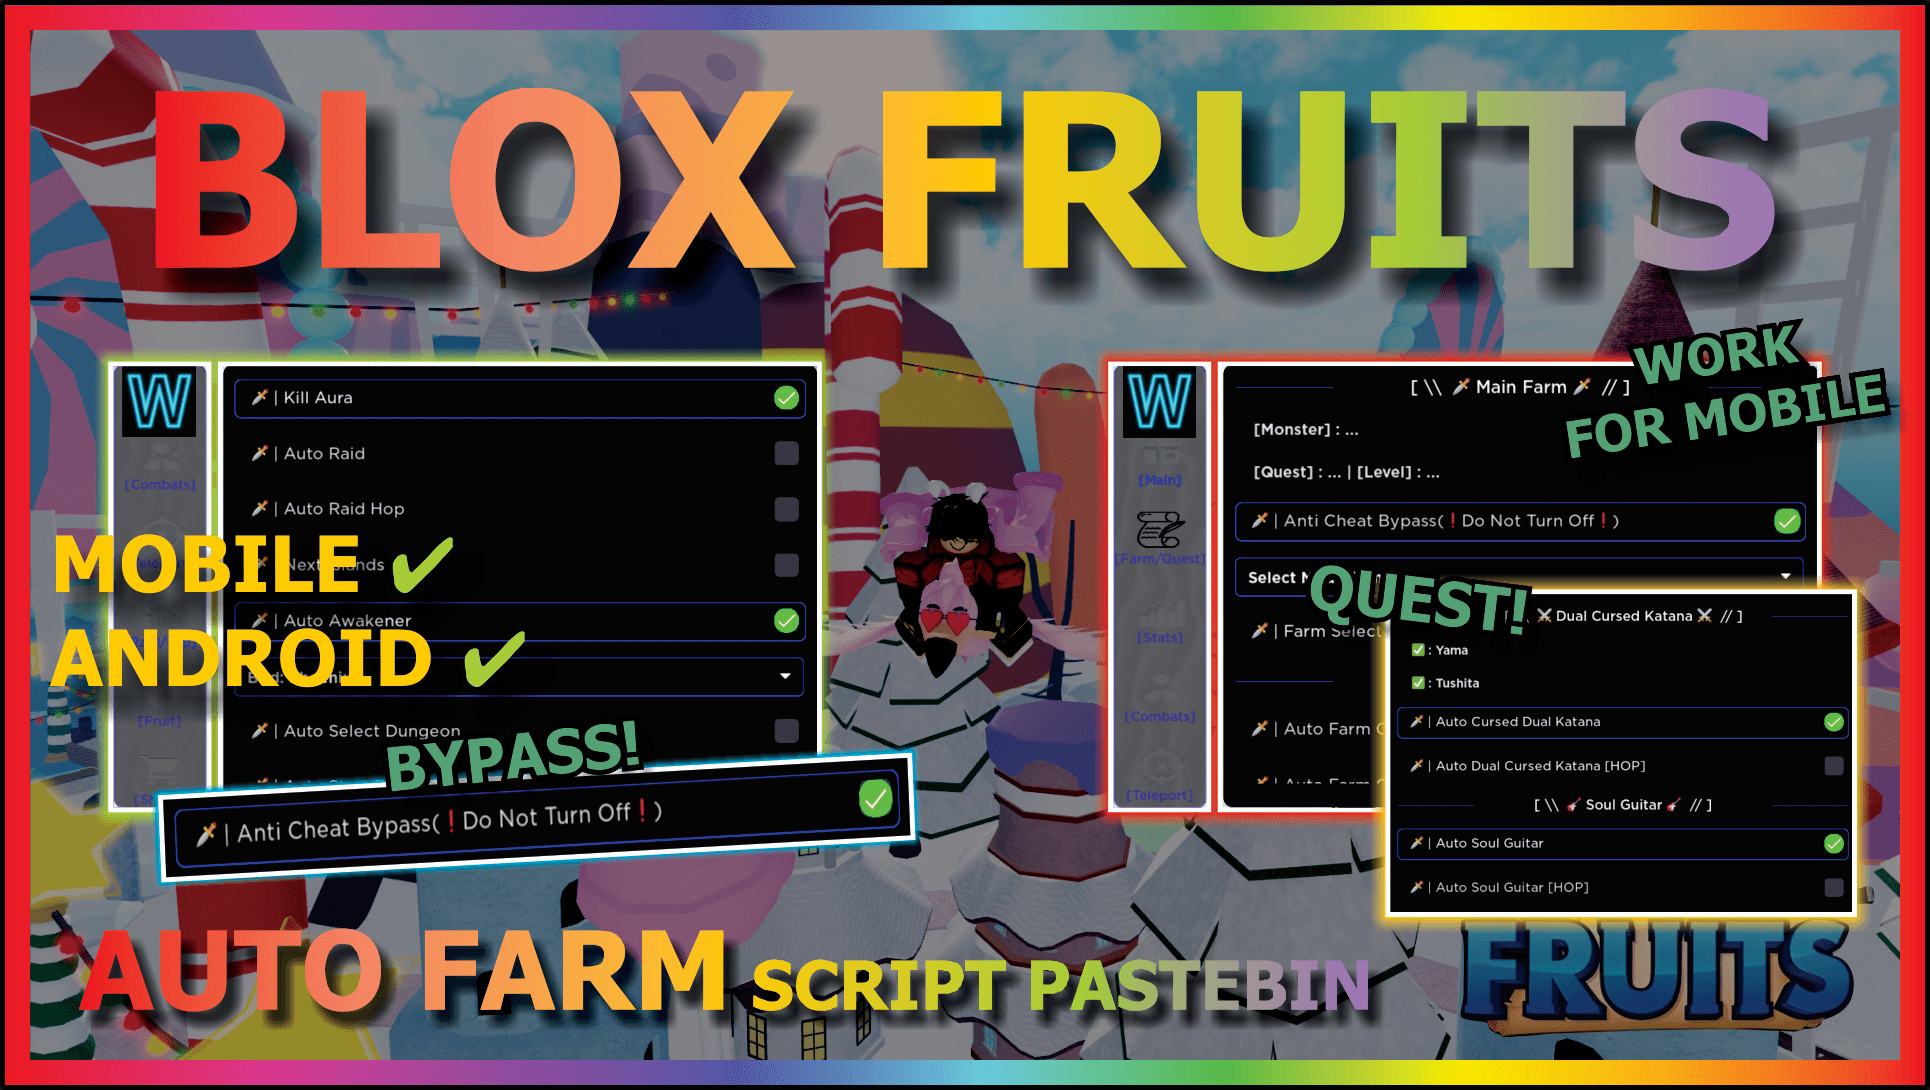 BLOX FRUITS
W
[Combats]
[Fruit]
| Kill Aura
| Auto Raid
| Auto Raid Hop
| Next Islands
| Auto Awakener
| Auto Select Dungeon
MOBILE ✔
ANDROID ✔
BYPASS!
| Anti Cheat Bypass(❗Do Not Turn Off❗)
W
[Main]
[Farm/Quest]
[Stats]
[Combats]
[Teleport]
[ \\ Main Farm // ]
[Monster] : ...
[Quest] : ... | [Level] : ...
| Anti Cheat Bypass(❗Do Not Turn Off❗)
Select
| Farm Select
| Auto Farm
WORK
FOR MOBILE
QUEST!
Dual Cursed Katana ⚔ // ]
✅ : Yama
✅ : Tushita
| Auto Cursed Dual Katana
| Auto Dual Cursed Katana [HOP]
[ \\ 🎸 Soul Guitar 🎸 // ]
| Auto Soul Guitar
| Auto Soul Guitar [HOP]
AUTO FARM SCRIPT PASTEBIN
FRUITS